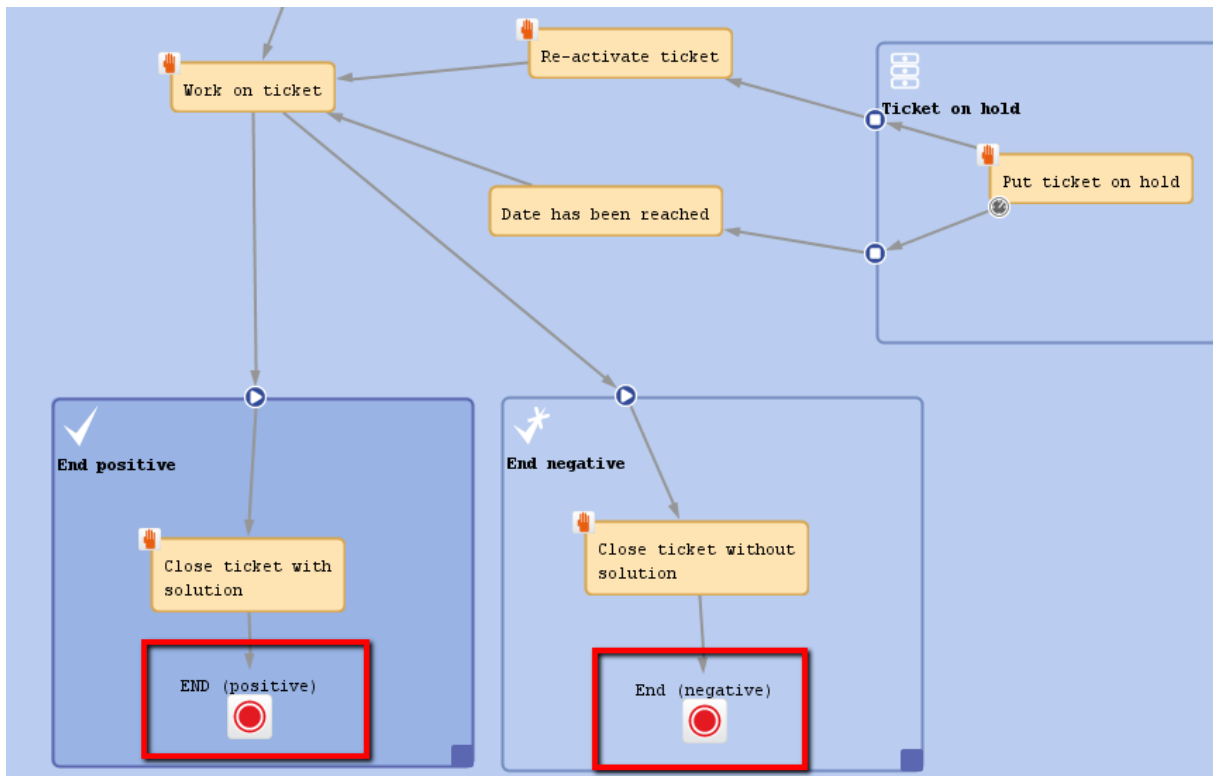 Re-activate ticket
Work on ticket
Ticket on hold
Put ticket on hold
Date has been reached
End positive
End negative
Close ticket with
solution
Close ticket without
solution
END (positive)
End (negative)